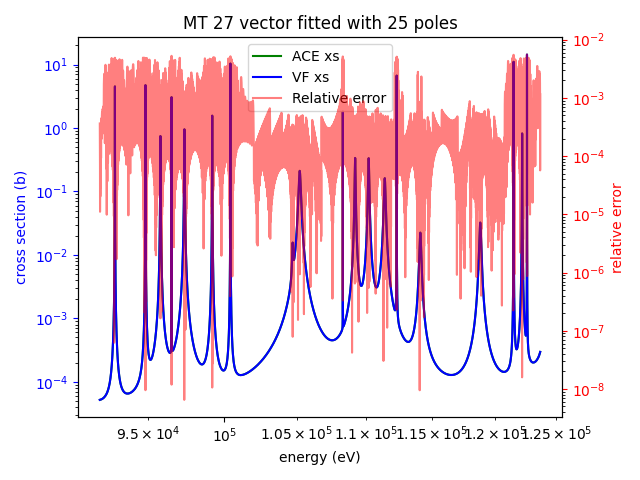 MT 27 vector fitted with 25 poles
ACE xs
VF xs
Relative error
cross section (b)
10¹
10⁰
10⁻¹
10⁻²
10⁻³
10⁻⁴
relative error
10⁻²
10⁻³
10⁻⁴
10⁻⁵
10⁻⁶
10⁻⁷
10⁻⁸
9.5 × 10⁴ 10⁵ 1.05 × 10⁵ 1.1 × 10⁵ 1.15 × 10⁵ 1.2 × 10⁵ 1.25 × 10⁵
energy (eV)